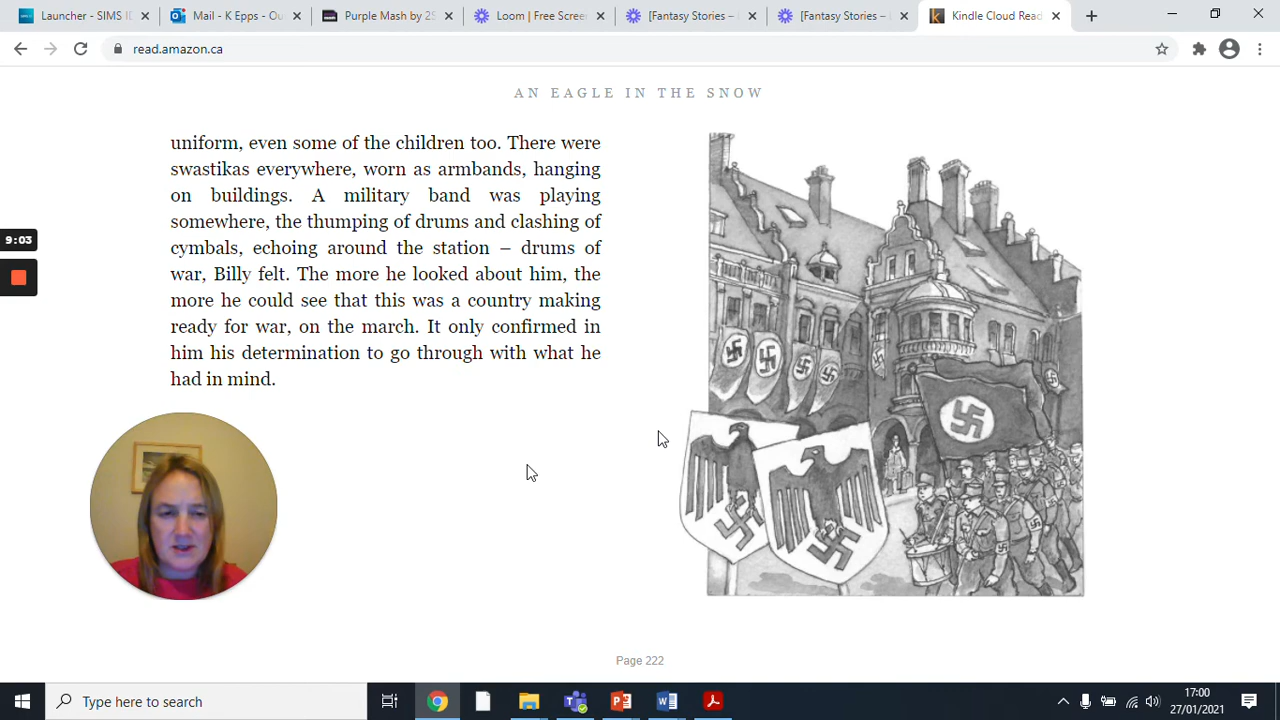 Launcher - SIMS ID
Mail - K Epps - Ou
Purple Mash by 2S
Loom | Free Scree
[Fantasy Stories –
[Fantasy Stories –
Kindle Cloud Read
read.amazon.ca
AN EAGLE IN THE SNOW
uniform, even some of the children too. There were
swastikas everywhere, worn as armbands, hanging
on buildings. A military band was playing
somewhere, the thumping of drums and clashing of
cymbals, echoing around the station – drums of
war, Billy felt. The more he looked about him, the
more he could see that this was a country making
ready for war, on the march. It only confirmed in
him his determination to go through with what he
had in mind.
9:03
Page 222
Type here to search
17:00
27/01/2021